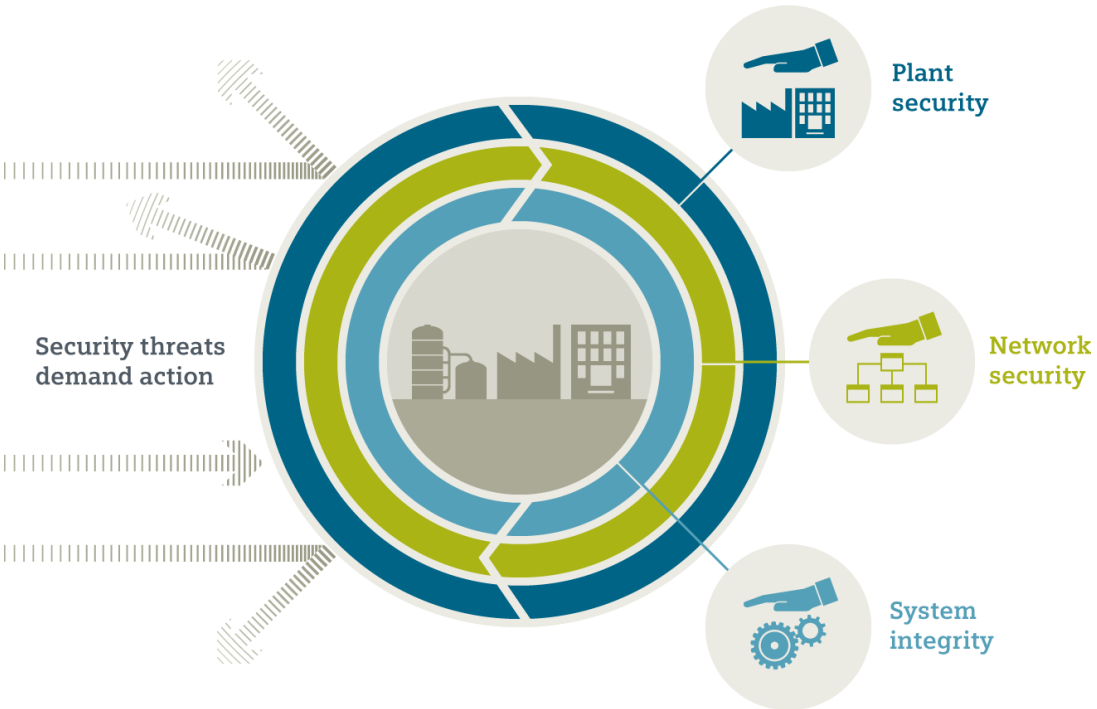 Plant
security
Security threats
demand action
Network
security
System
integrity